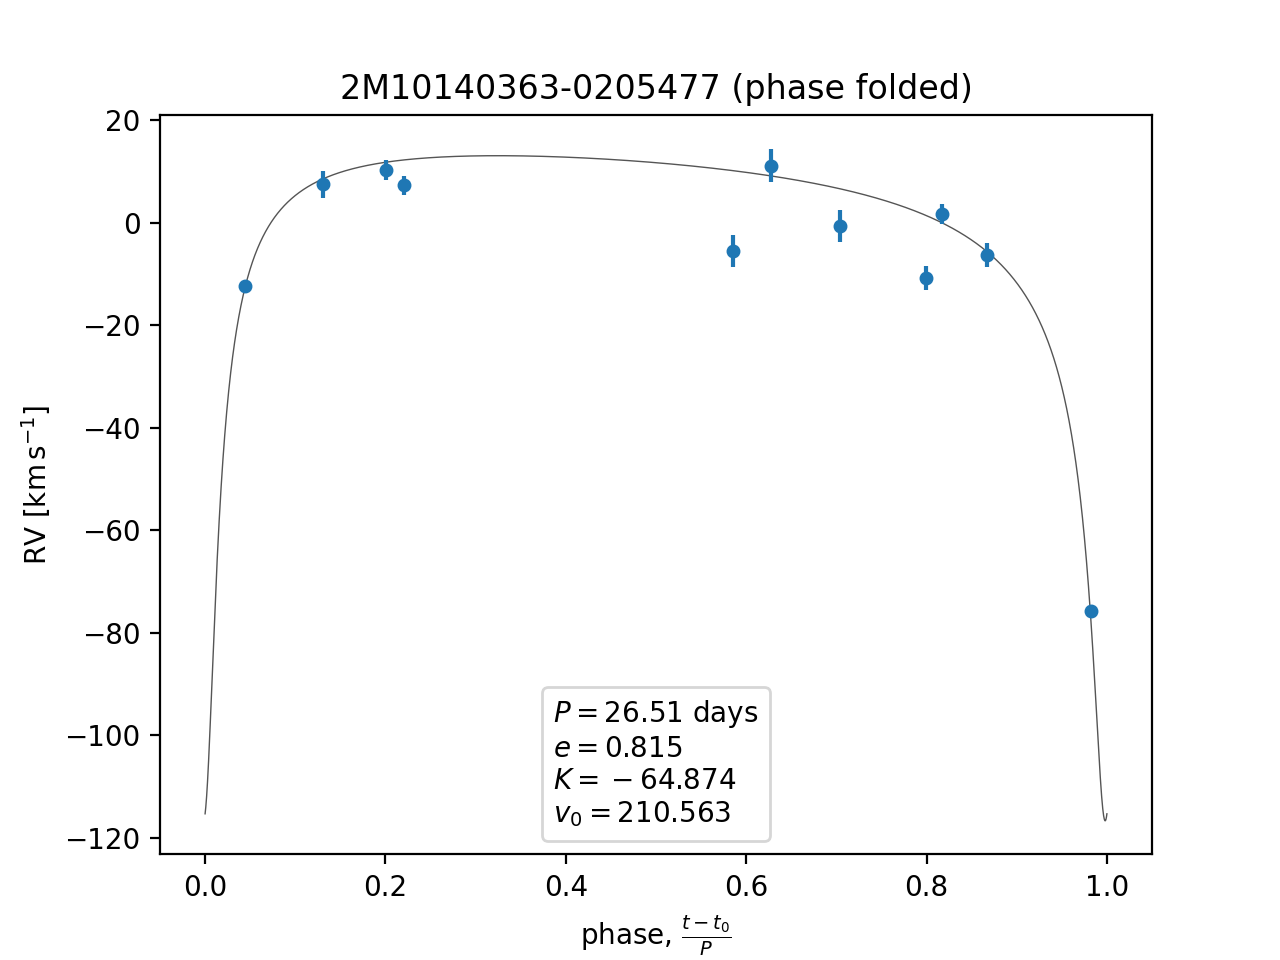 2M10140363-0205477 (phase folded)
20
0
−20
−40
−60
−80
−100
−120
RV [km s⁻¹]
P = 26.51 days
e = 0.815
K = − 64.874
v₀ = 210.563
0.0 0.2 0.4 0.6 0.8 1.0
phase, (t − t₀)/P